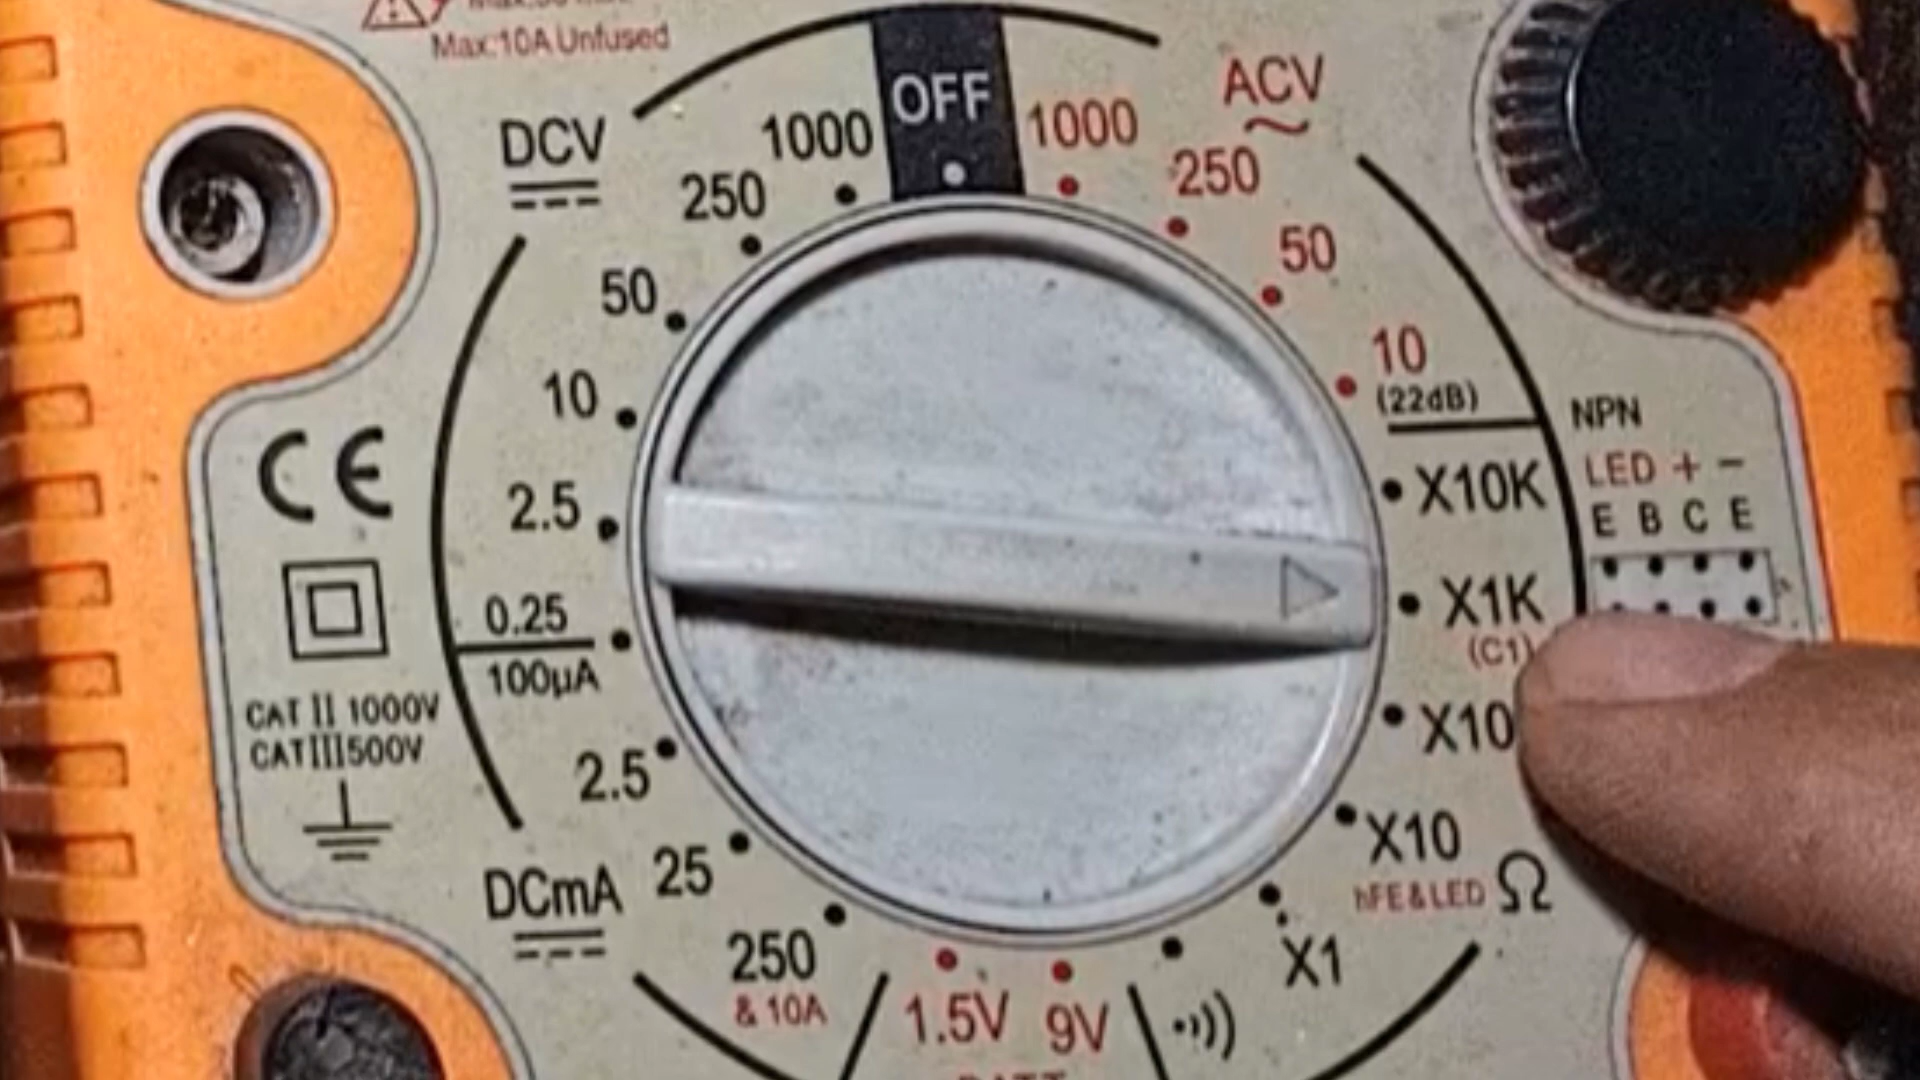 Max:10A Unfused
OFF
ACV
DCV
1000
1000
250
250
50
50
10
(22dB)
10
NPN
LED + −
E B C E
X10K
2.5
CE
X1K
(C1)
0.25
100µA
X10
CAT II 1000V
CAT III 500V
2.5
X10
hFE & LED Ω
25
DCmA
250
& 10A
X1
1.5V
9V